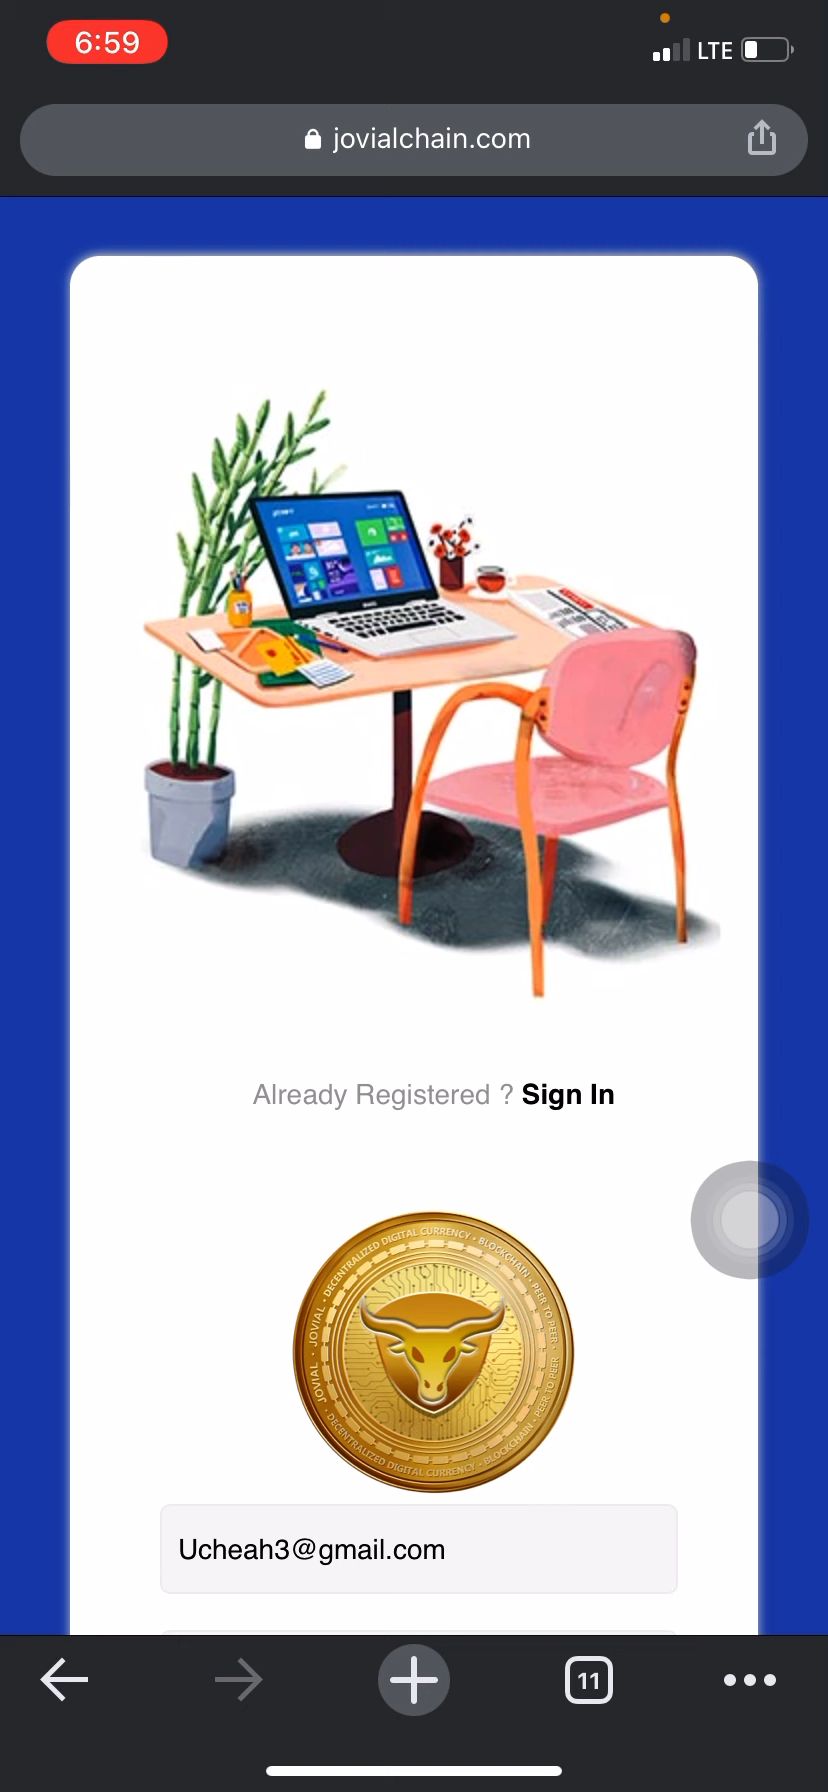 6:59
LTE
jovialchain.com
Already Registered ? Sign In
JOVIAL · JOVIAL · DECENTRALIZED DIGITAL CURRENCY · BLOCKCHAIN · PEER TO PEER ·
· DECENTRALIZED DIGITAL CURRENCY · BLOCKCHAIN · PEER TO PEER
Ucheah3@gmail.com
11